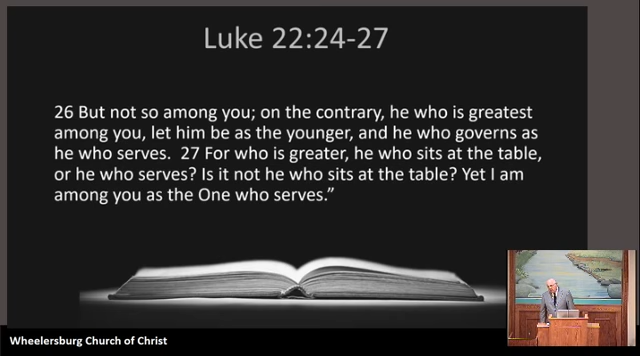 Luke 22:24-27
26 But not so among you; on the contrary, he who is greatest
among you, let him be as the younger, and he who governs as
he who serves.  27 For who is greater, he who sits at the table,
or he who serves? Is it not he who sits at the table? Yet I am
among you as the One who serves.”
Wheelersburg Church of Christ